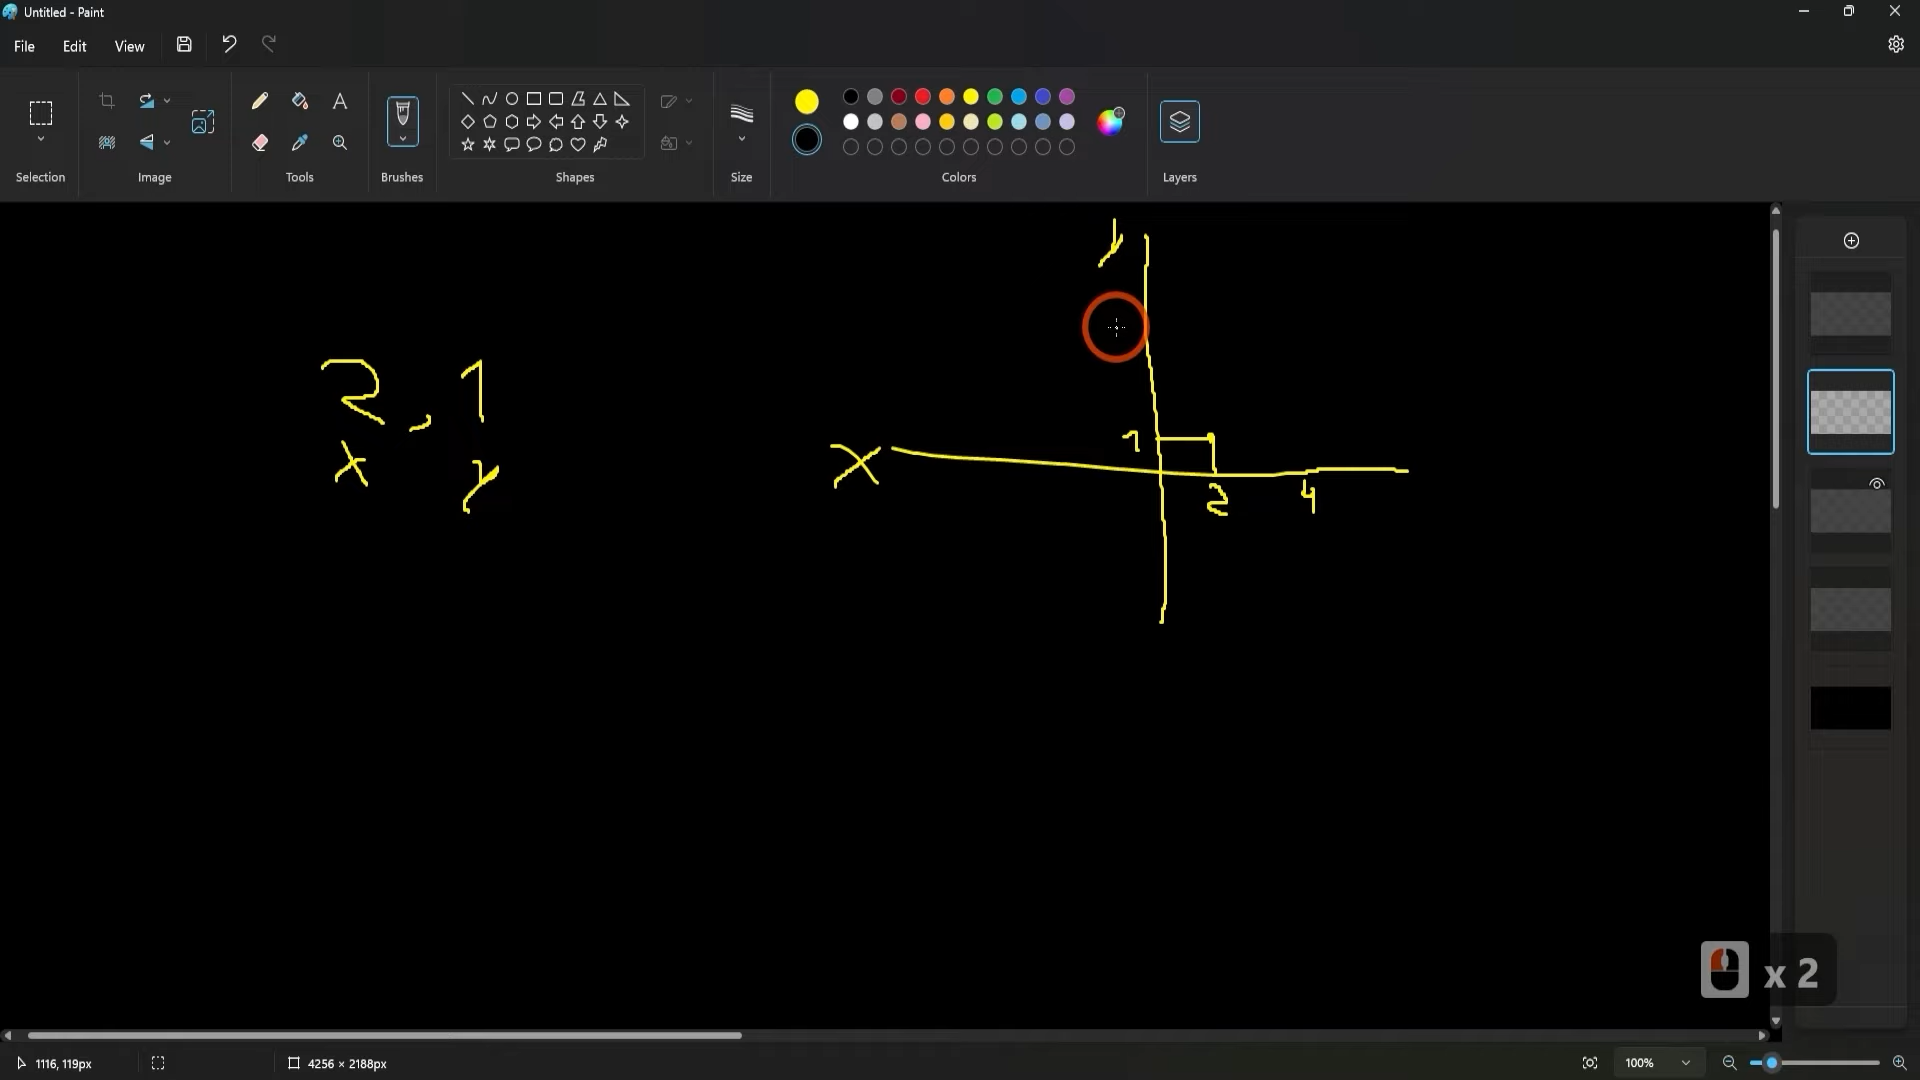 Untitled - Paint
File Edit View
Selection Image Tools Brushes Shapes Size Colors Layers
y
2, 1
x y
x
1
2 4
x 2
1116, 119px 4256 × 2188px 100%